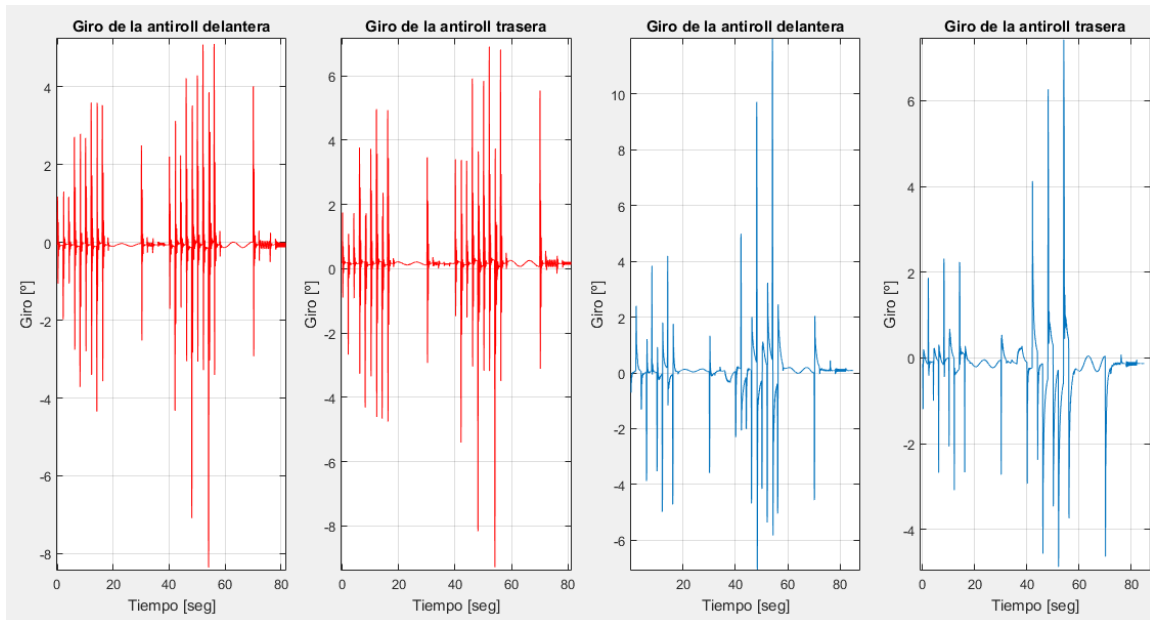 Giro de la antiroll delantera
Giro [º]
4
2
0
-2
-4
-6
-8
0 20 40 60 80
Tiempo [seg]
Giro de la antiroll trasera
Giro [º]
6
4
2
0
-2
-4
-6
-8
0 20 40 60 80
Tiempo [seg]
Giro de la antiroll delantera
Giro [º]
10
8
6
4
2
0
-2
-4
-6
20 40 60 80
Tiempo [seg]
Giro de la antiroll trasera
Giro [º]
6
4
2
0
-2
-4
0 20 40 60 80
Tiempo [seg]